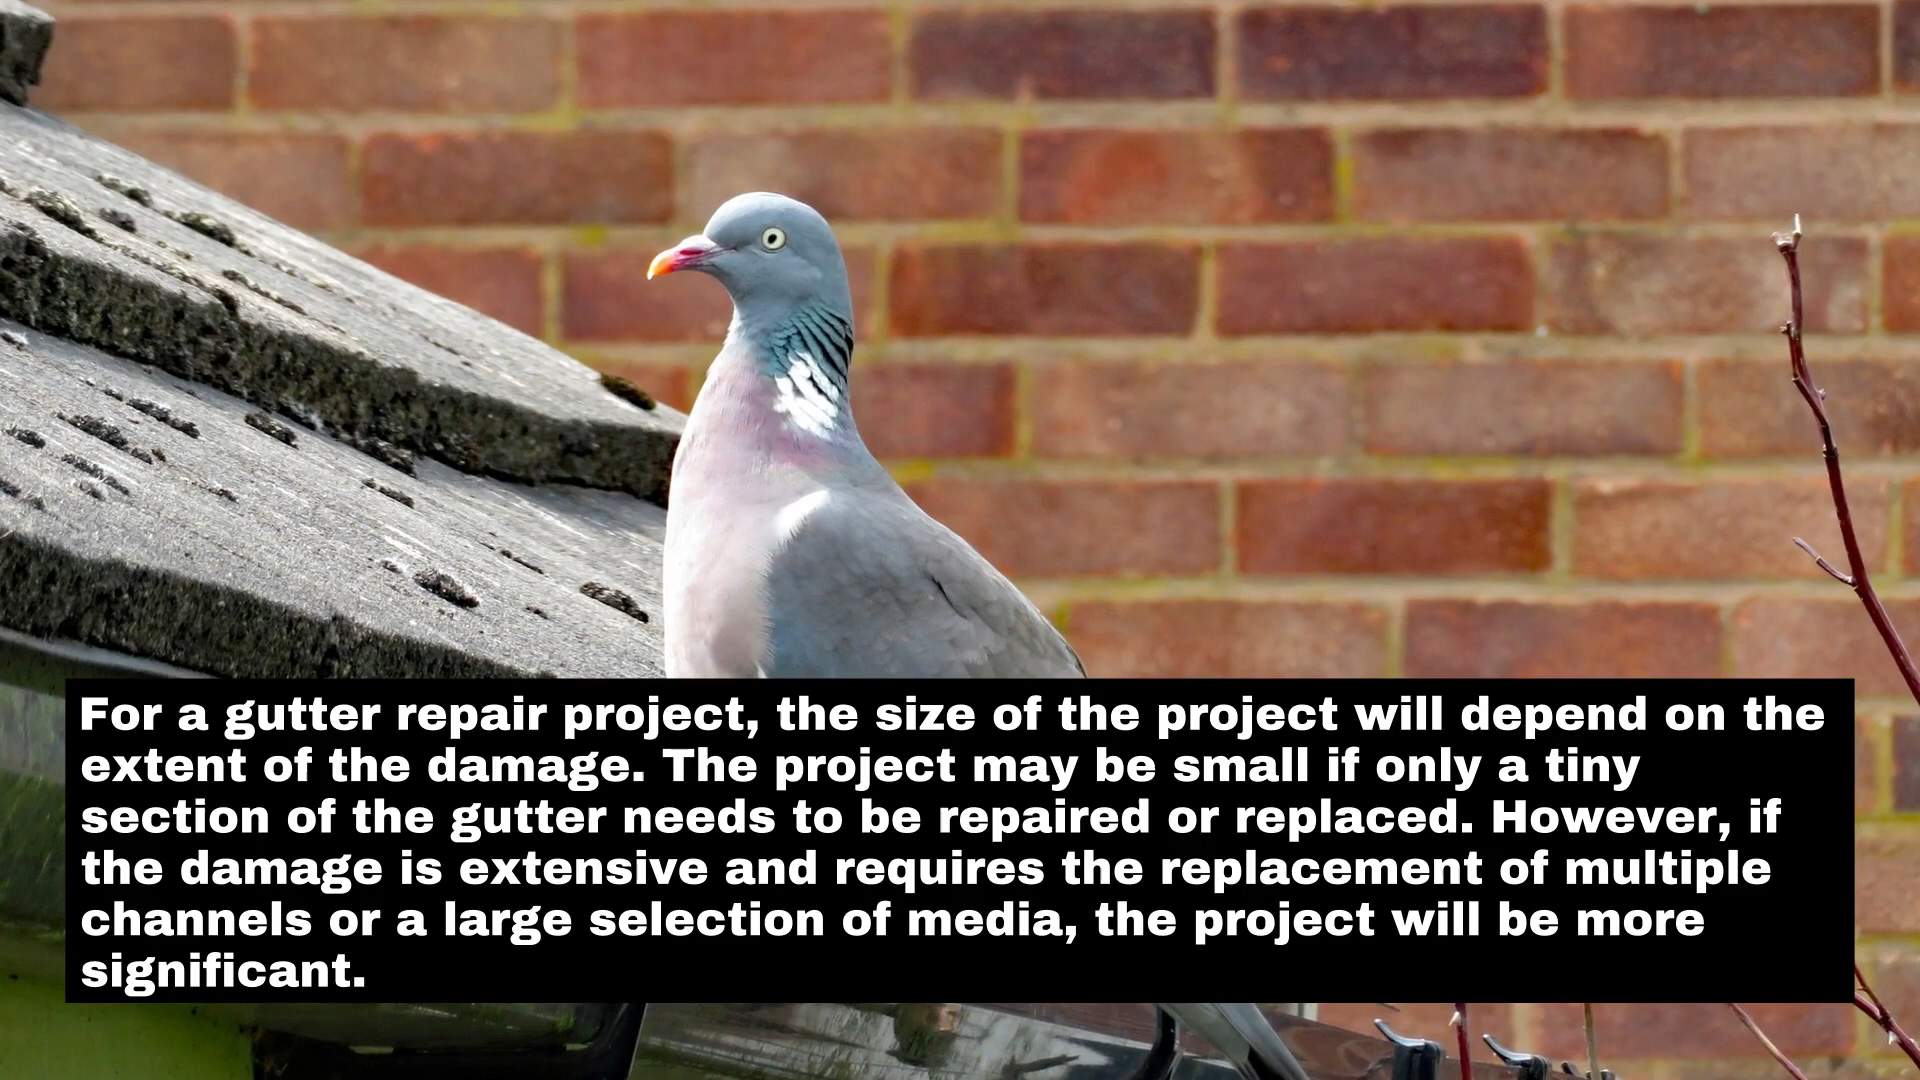 For a gutter repair project, the size of the project will depend on the
extent of the damage. The project may be small if only a tiny
section of the gutter needs to be repaired or replaced. However, if
the damage is extensive and requires the replacement of multiple
channels or a large selection of media, the project will be more
significant.